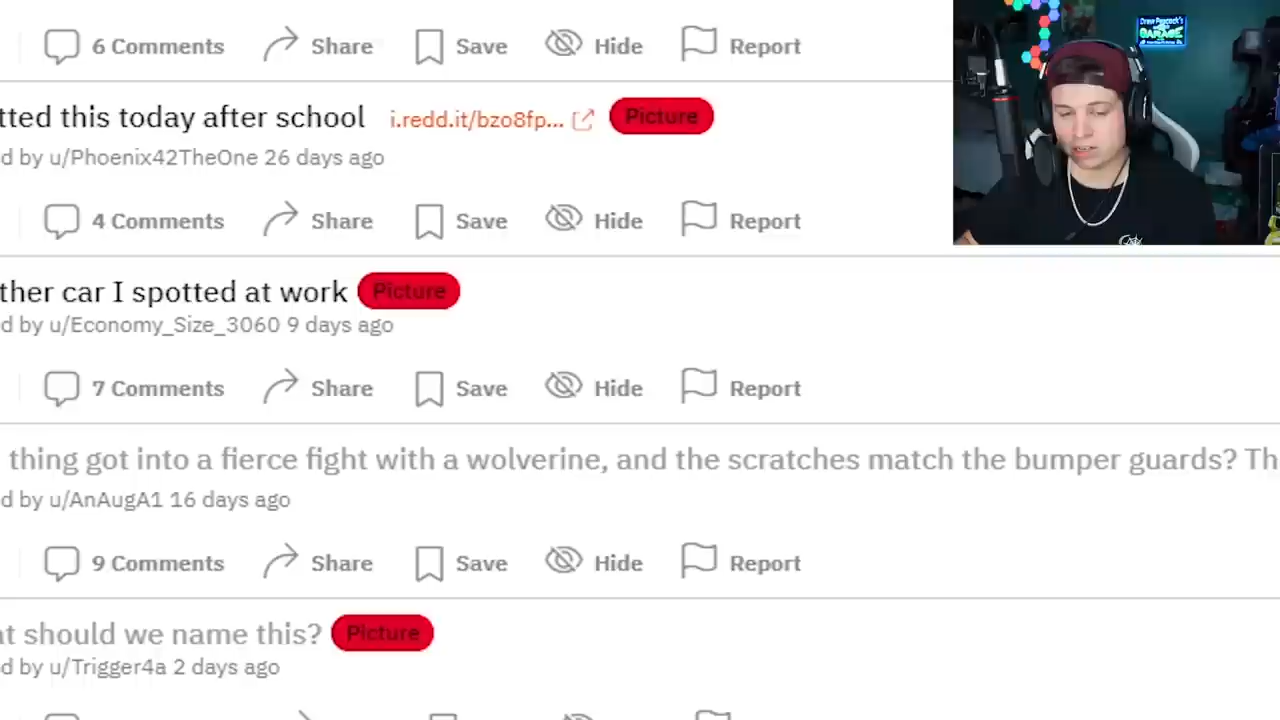 6 Comments Share Save Hide Report
tted this today after school i.redd.it/bzo8fp... Picture
d by u/Phoenix42TheOne 26 days ago
4 Comments Share Save Hide Report
ther car I spotted at work Picture
d by u/Economy_Size_3060 9 days ago
7 Comments Share Save Hide Report
thing got into a fierce fight with a wolverine, and the scratches match the bumper guards? Th
d by u/AnAugA1 16 days ago
9 Comments Share Save Hide Report
at should we name this? Picture
d by u/Trigger4a 2 days ago
Drew Peacock's
GARAGE